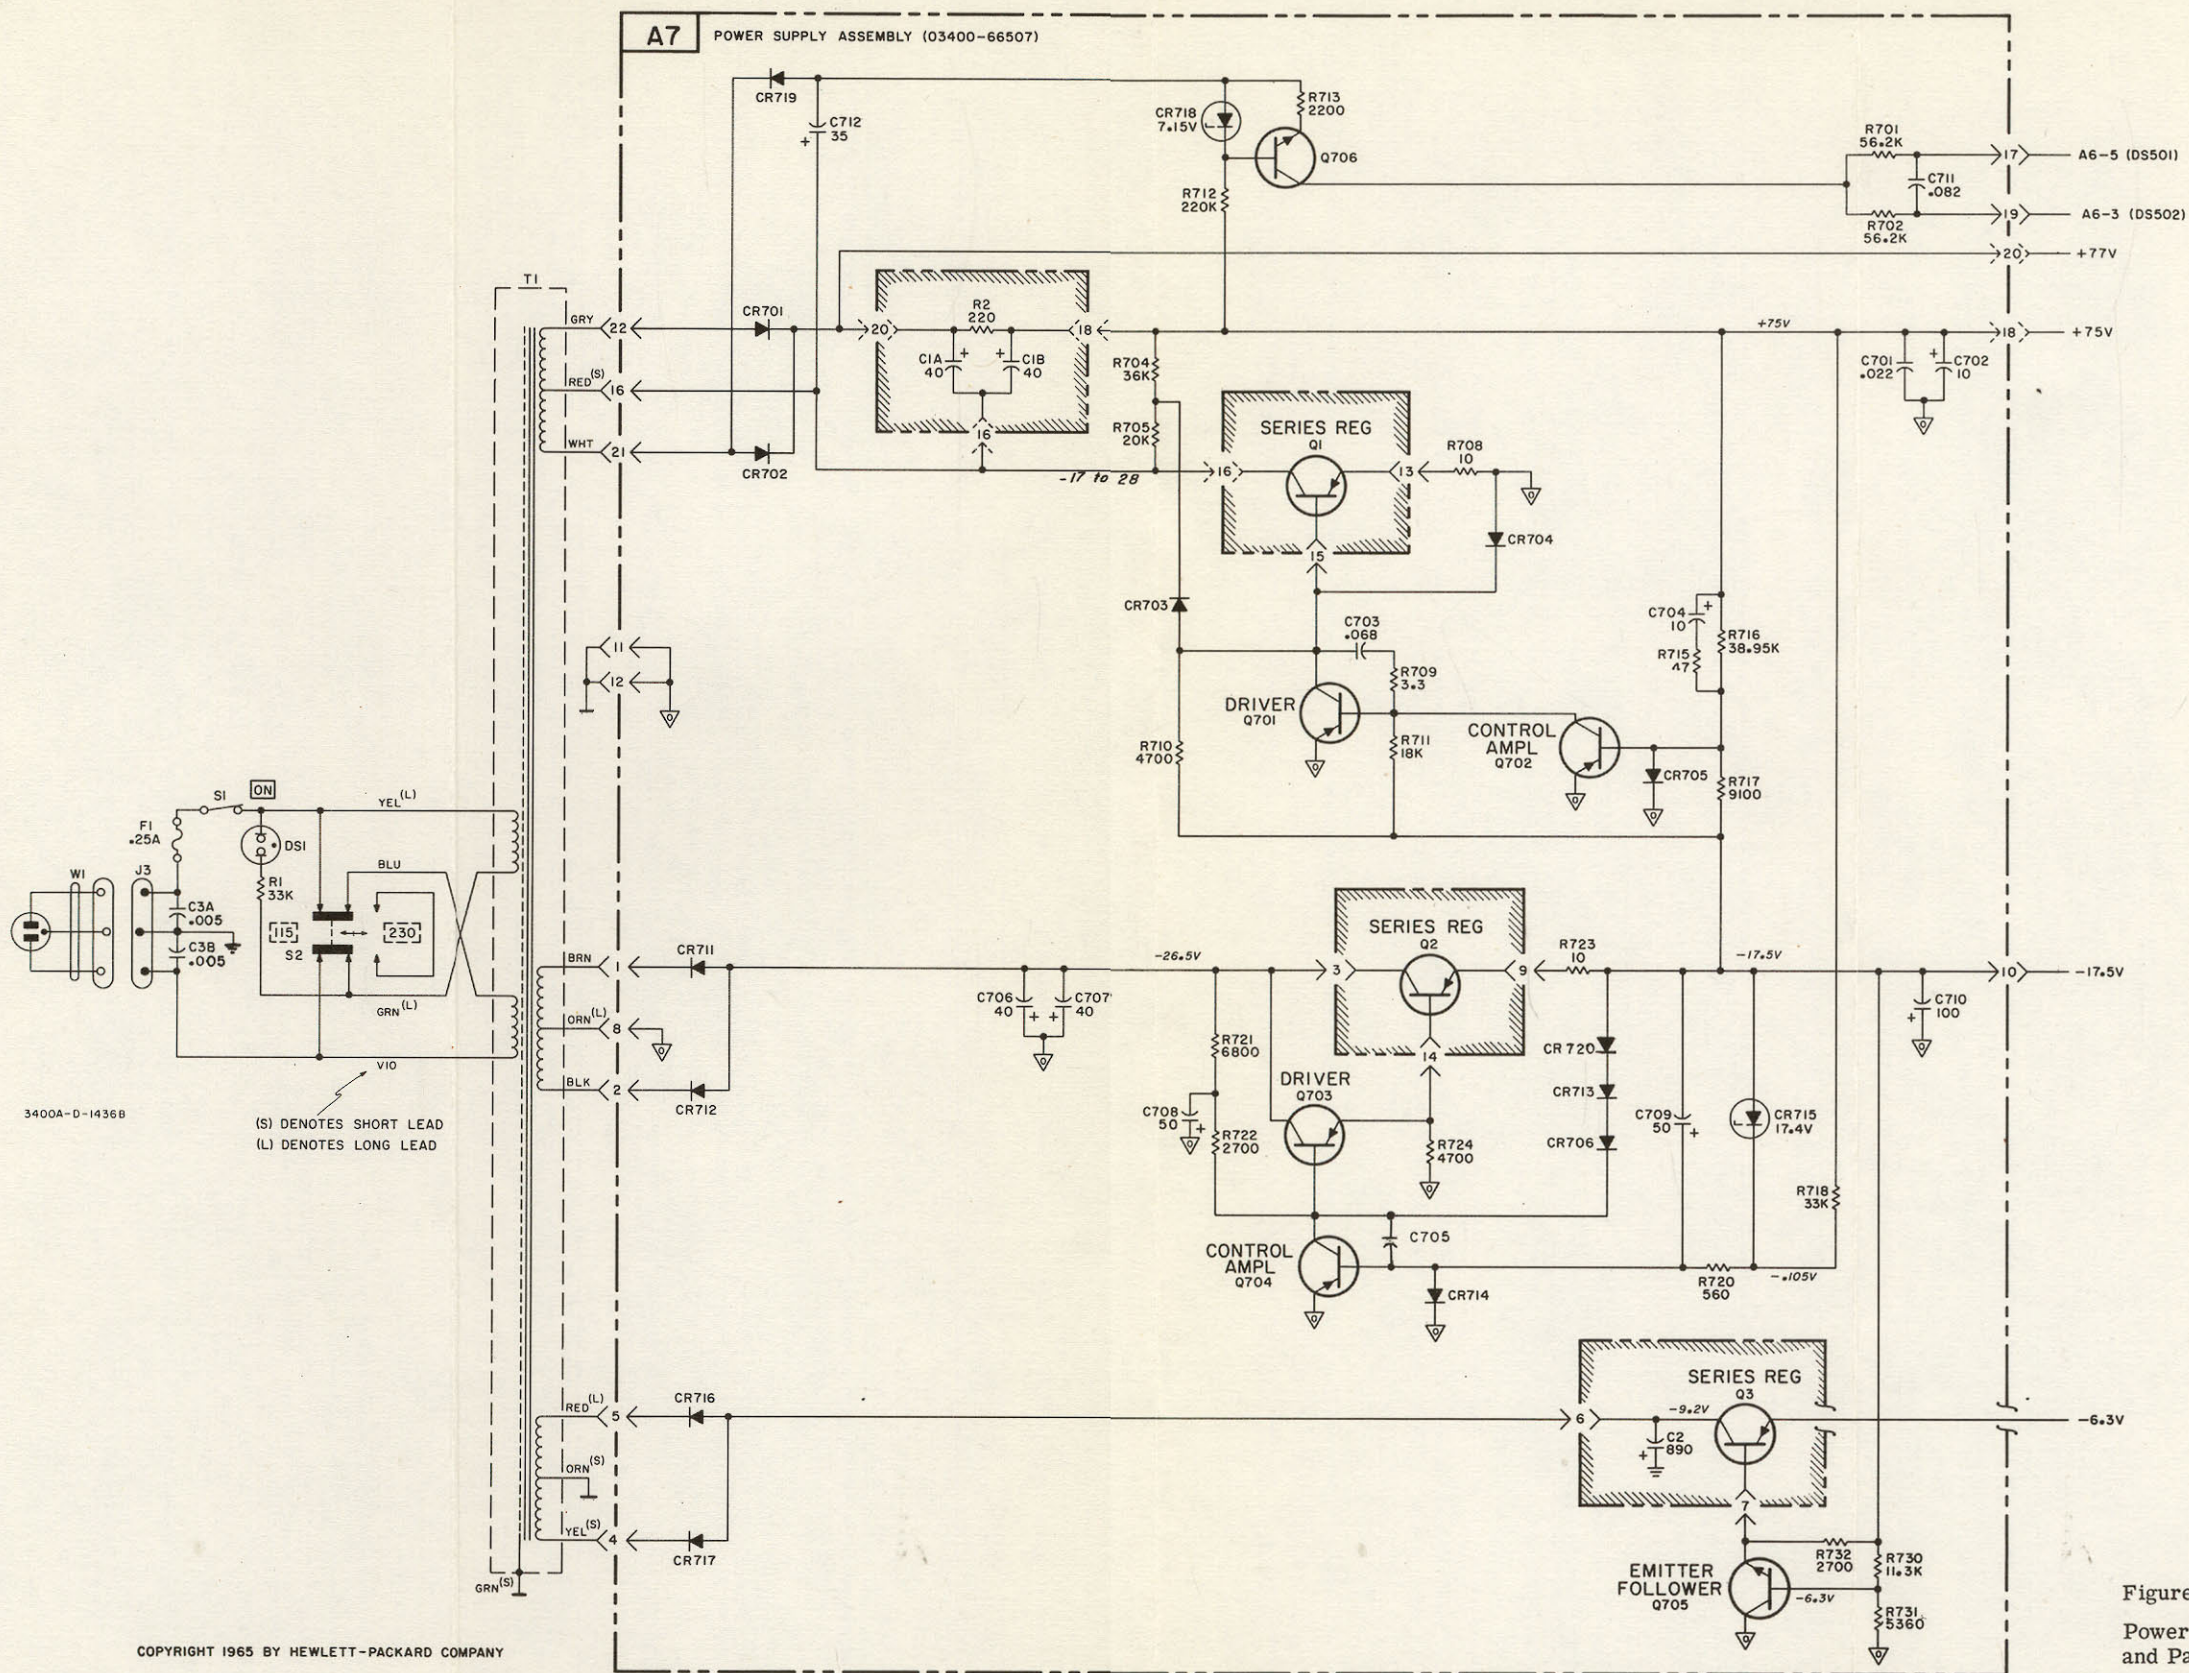 A7
POWER SUPPLY ASSEMBLY (03400-66507)
CR719
C712
35
+
CR718
7.15V
R713
2200
Q706
R712
220K
R701
56.2K
17
A6-5 (DS501)
C711
.082
19
A6-3 (DS502)
R702
56.2K
20
+77V
T1
GRY
22
CR701
20
R2
220
18
+75V
18
+75V
C1A
40
+
+
C1B
40
R704
36K
C701
.022
+
C702
10
RED (S)
16
R705
20K
16
SERIES REG
Q1
R708
10
WHT
21
CR702
-17 to 28
16
13
15
CR704
CR703
C703
.068
C704
10
+
R716
38.95K
R715
47
11
12
R709
3.3
DRIVER
Q701
CONTROL
AMPL
Q702
R710
4700
R711
18K
CR705
R717
9100
S1
ON
YEL (L)
F1
.25A
DS1
BLU
W1
J3
R1
33K
C3A
.005
115
230
C3B
.005
S2
GRN (L)
VIO
3400A-D-1436B
(S) DENOTES SHORT LEAD
(L) DENOTES LONG LEAD
BRN
1
CR711
-26.5V
3
SERIES REG
Q2
9
R723
10
-17.5V
10
-17.5V
ORN (L)
8
C706
40
+
+
C707
40
C710
100
+
BLK
2
CR712
R721
6800
14
CR720
CR713
CR706
DRIVER
Q703
C708
50
+
R722
2700
R724
4700
C709
50
+
CR715
17.4V
R718
33K
CONTROL
AMPL
Q704
C705
CR714
R720
560
-.105V
RED (L)
5
CR716
6
SERIES REG
Q3
-9.2V
C2
890
+
-6.3V
ORN (S)
YEL (S)
4
CR717
7
GRN (S)
EMITTER
FOLLOWER
Q705
R732
2700
R730
11.3K
-6.3V
R731
5360
Figure
Power
and Pa
COPYRIGHT 1965 BY HEWLETT-PACKARD COMPANY